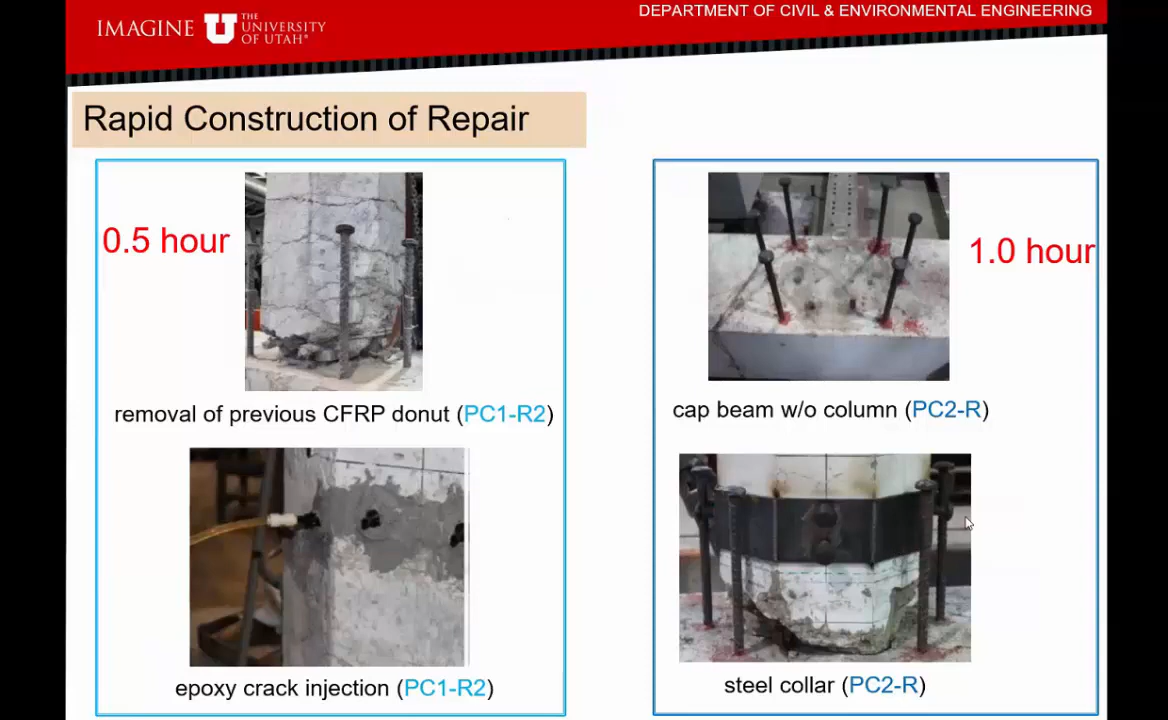 IMAGINE U THE UNIVERSITY OF UTAH®
DEPARTMENT OF CIVIL & ENVIRONMENTAL ENGINEERING
Rapid Construction of Repair
0.5 hour
removal of previous CFRP donut (PC1-R2)
epoxy crack injection (PC1-R2)
1.0 hour
cap beam w/o column (PC2-R)
steel collar (PC2-R)